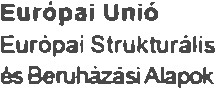 Európai Unió
Európai Strukturális
és Beruházási Alapok